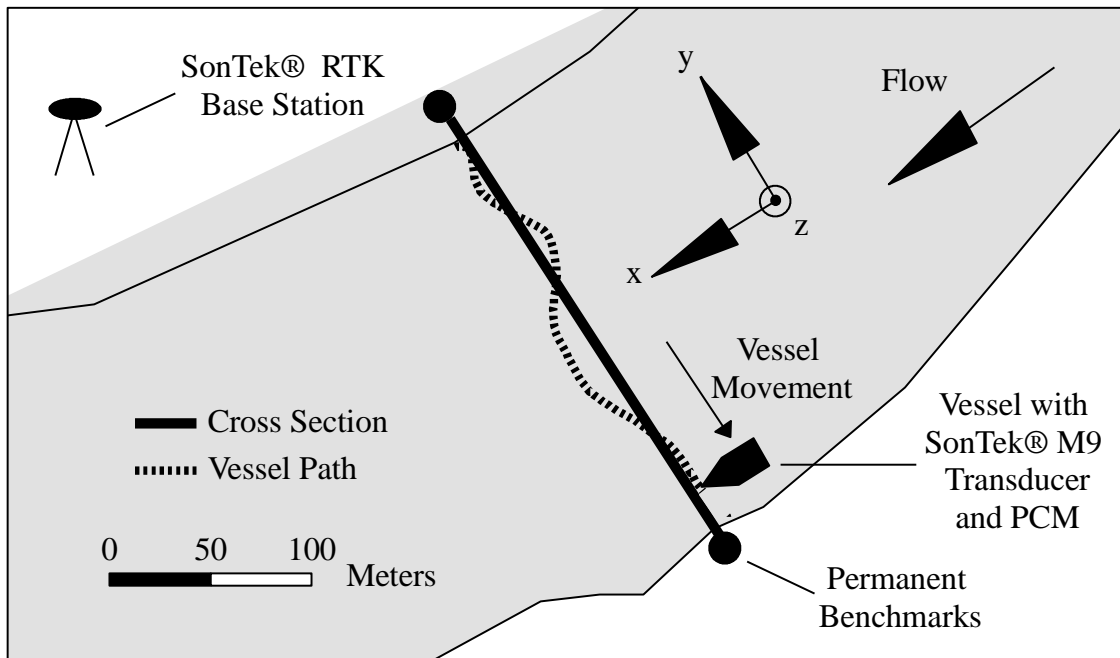 SonTek® RTK
Base Station
y
Flow
z
x
Vessel
Movement
Cross Section
Vessel Path
Vessel with
SonTek® M9
Transducer
and PCM
0 50 100
Meters
Permanent
Benchmarks